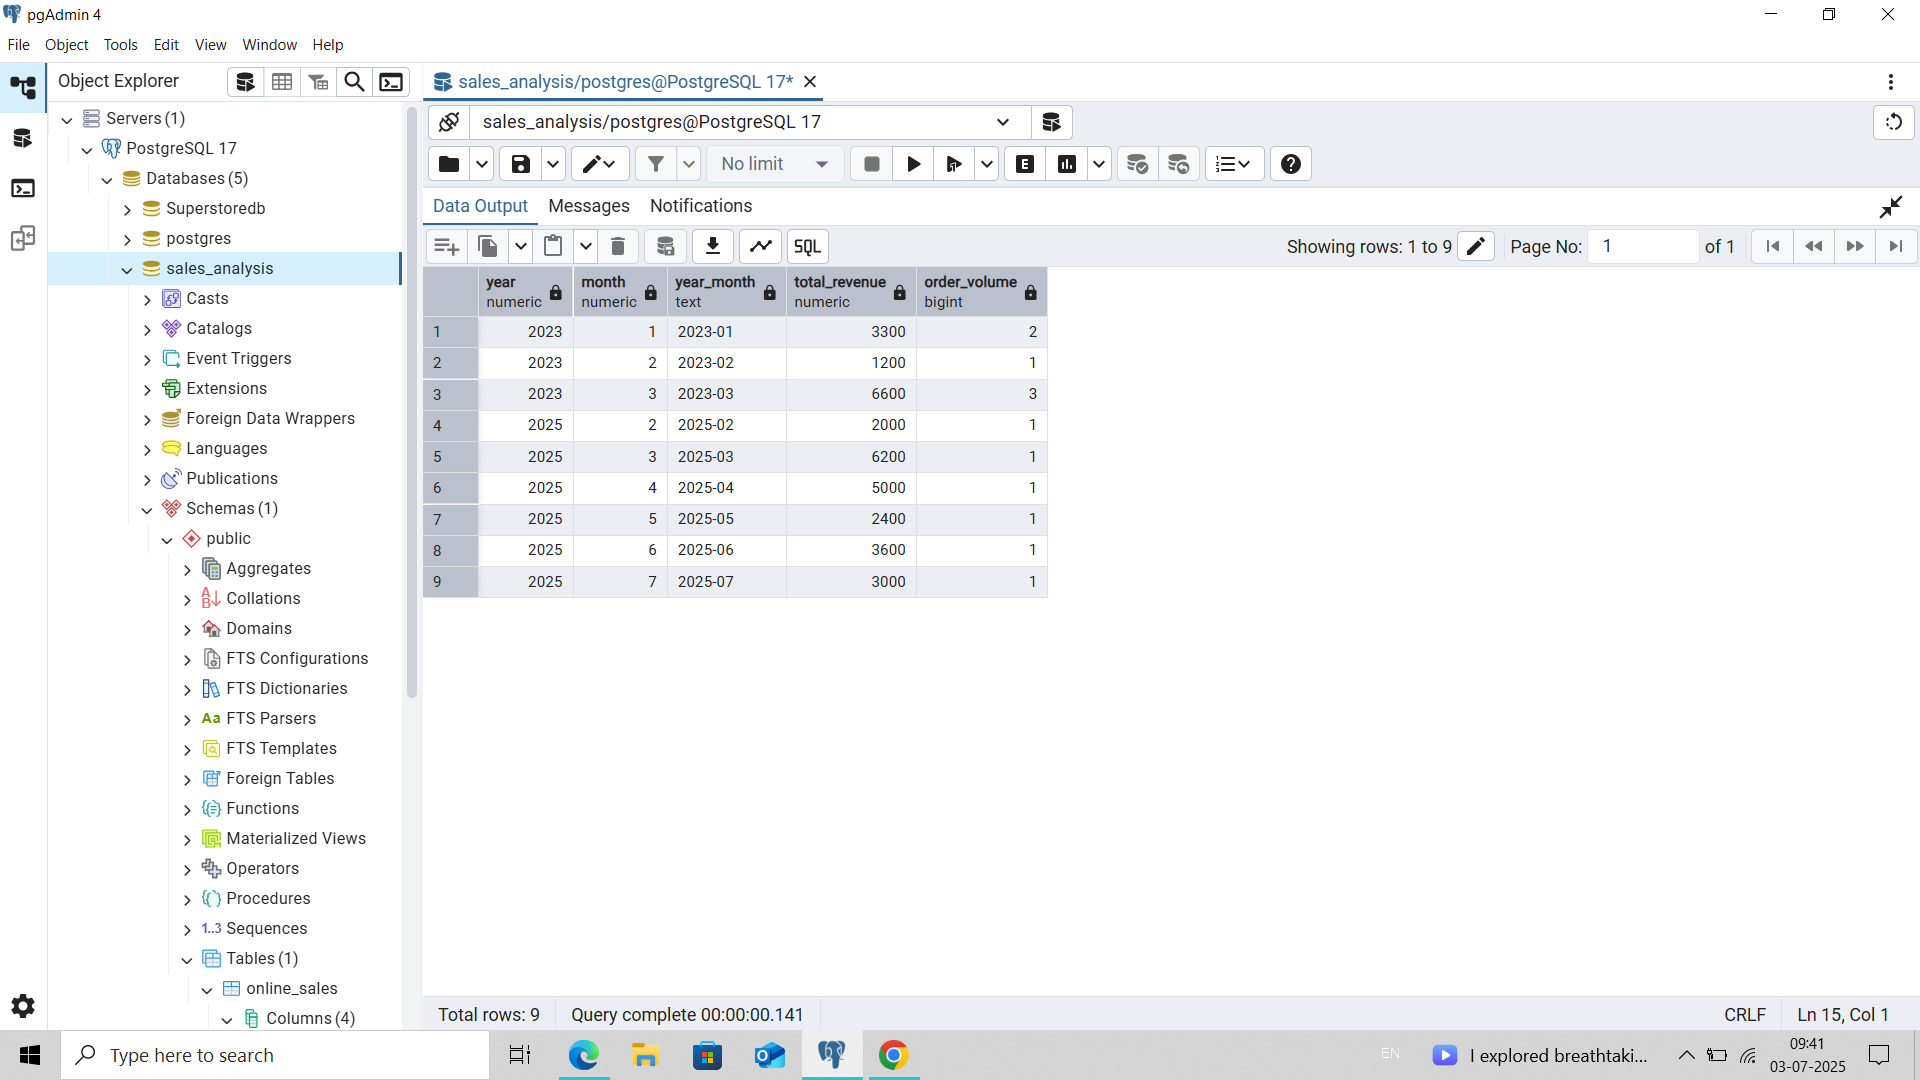 pgAdmin 4
File Object Tools Edit View Window Help
Object Explorer
sales_analysis/postgres@PostgreSQL 17*
Servers (1)
PostgreSQL 17
Databases (5)
Superstoredb
postgres
sales_analysis
Casts
Catalogs
Event Triggers
Extensions
Foreign Data Wrappers
Languages
Publications
Schemas (1)
public
Aggregates
Collations
Domains
FTS Configurations
FTS Dictionaries
Aa FTS Parsers
FTS Templates
Foreign Tables
Functions
Materialized Views
Operators
Procedures
1..3 Sequences
Tables (1)
online_sales
Columns (4)
sales_analysis/postgres@PostgreSQL 17
No limit
E
Data Output Messages Notifications
SQL
Showing rows: 1 to 9 Page No: 1 of 1
year month year_month total_revenue order_volume
numeric numeric text numeric bigint
1 2023 1 2023-01 3300 2
2 2023 2 2023-02 1200 1
3 2023 3 2023-03 6600 3
4 2025 2 2025-02 2000 1
5 2025 3 2025-03 6200 1
6 2025 4 2025-04 5000 1
7 2025 5 2025-05 2400 1
8 2025 6 2025-06 3600 1
9 2025 7 2025-07 3000 1
Total rows: 9 Query complete 00:00:00.141 CRLF Ln 15, Col 1
Type here to search
EN
I explored breathtaki...
09:41
03-07-2025